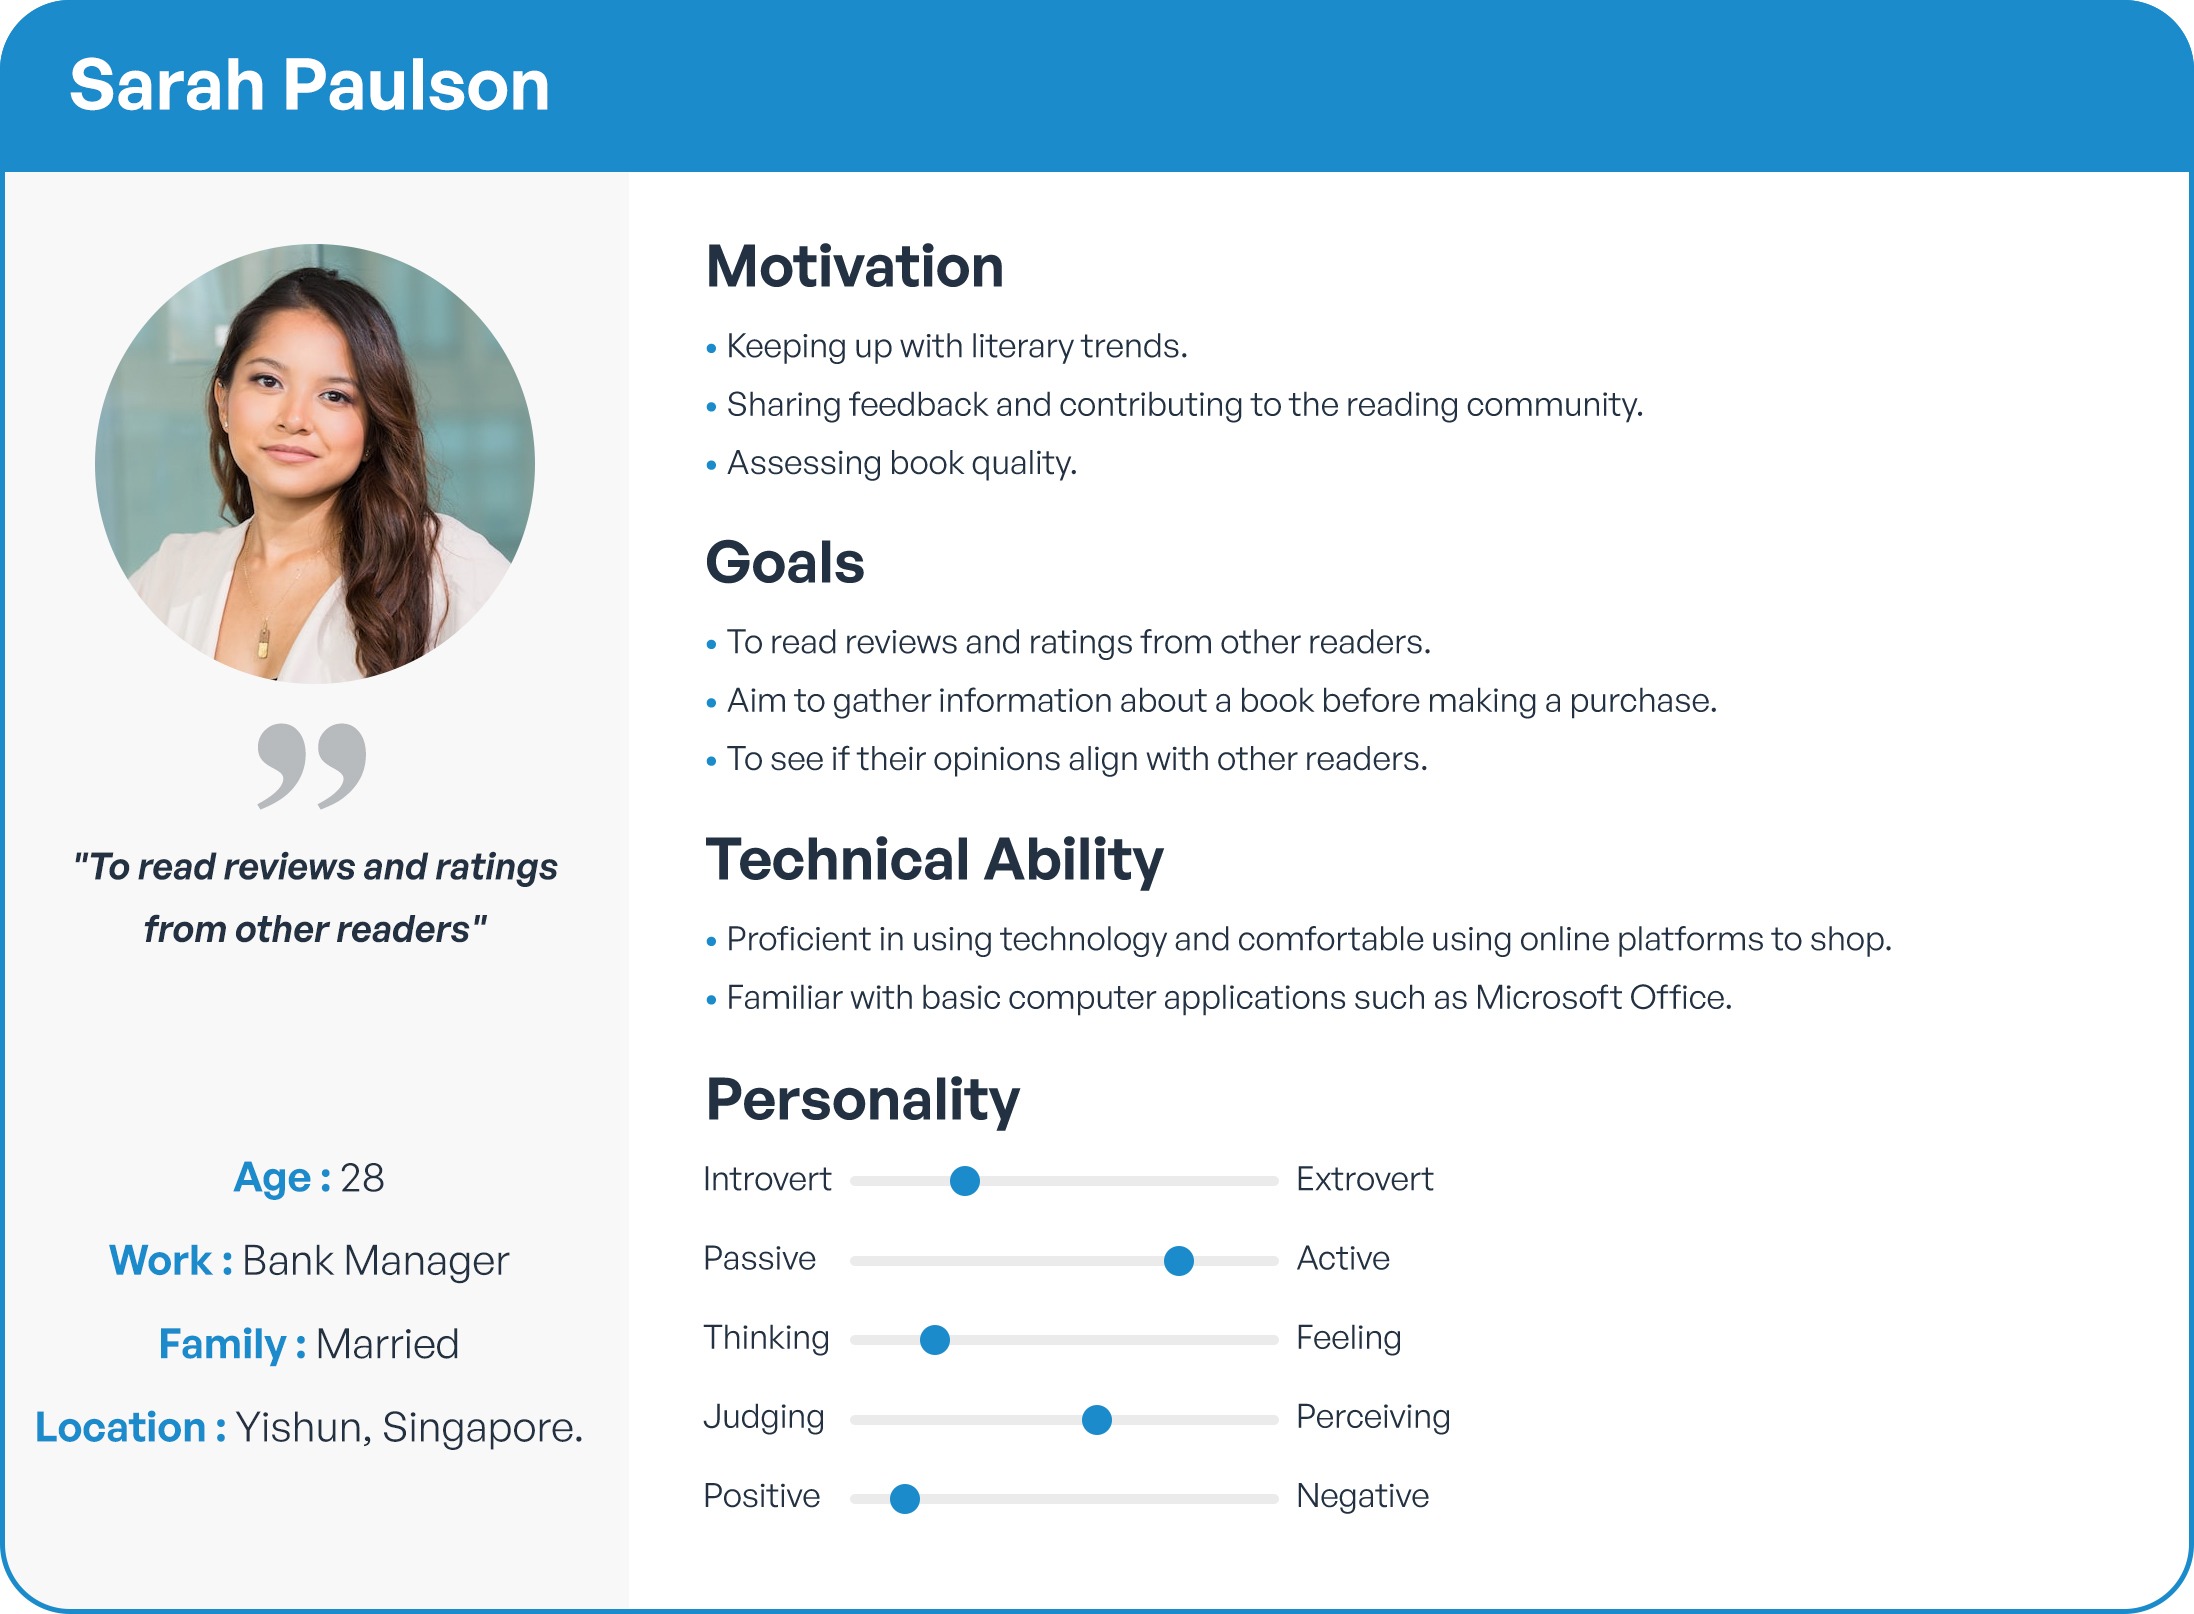 Sarah Paulson
"To read reviews and ratings
from other readers"
Age : 28
Work : Bank Manager
Family : Married
Location : Yishun, Singapore.
Motivation
• Keeping up with literary trends.
• Sharing feedback and contributing to the reading community.
• Assessing book quality.
Goals
• To read reviews and ratings from other readers.
• Aim to gather information about a book before making a purchase.
• To see if their opinions align with other readers.
Technical Ability
• Proficient in using technology and comfortable using online platforms to shop.
• Familiar with basic computer applications such as Microsoft Office.
Personality
Introvert Extrovert
Passive Active
Thinking Feeling
Judging Perceiving
Positive Negative